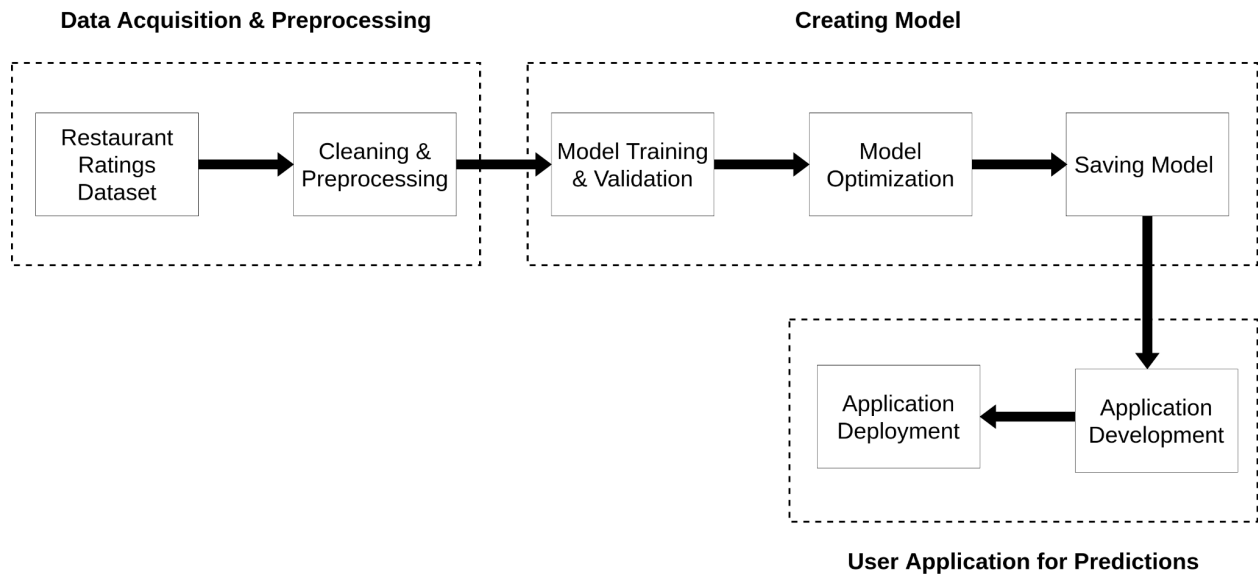 Data Acquisition & Preprocessing
Creating Model
Restaurant
Ratings
Dataset
Cleaning &
Preprocessing
Model Training
& Validation
Model
Optimization
Saving Model
Application
Deployment
Application
Development
User Application for Predictions